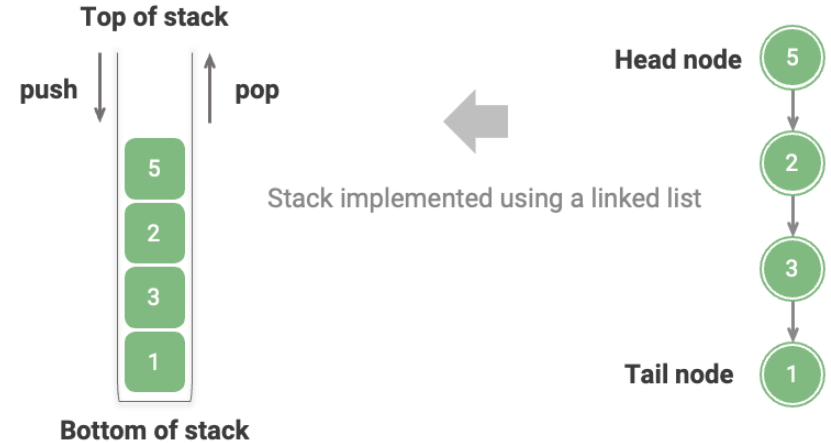 Top of stack
push
pop
5
2
3
1
Bottom of stack
Stack implemented using a linked list
Head node
5
2
3
Tail node
1